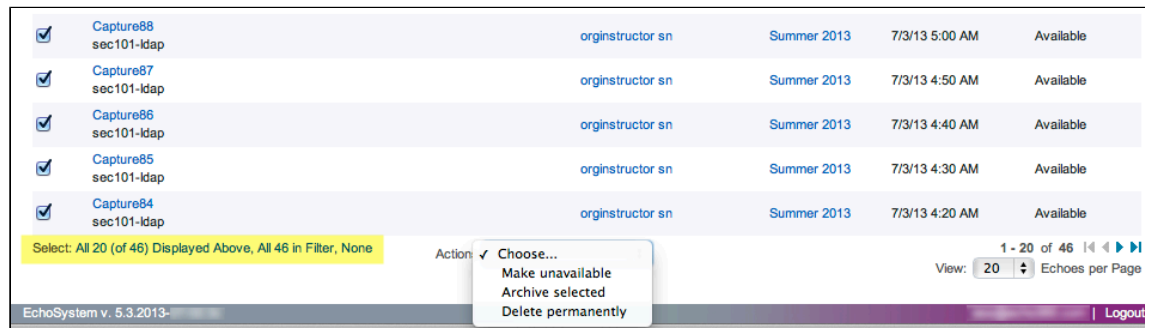 Capture88
sec101-ldap orginstructor sn Summer 2013 7/3/13 5:00 AM Available
Capture87
sec101-ldap orginstructor sn Summer 2013 7/3/13 4:50 AM Available
Capture86
sec101-ldap orginstructor sn Summer 2013 7/3/13 4:40 AM Available
Capture85
sec101-ldap orginstructor sn Summer 2013 7/3/13 4:30 AM Available
Capture84
sec101-ldap orginstructor sn Summer 2013 7/3/13 4:20 AM Available
Select: All 20 (of 46) Displayed Above, All 46 in Filter, None
Action: ✓ Choose...
Make unavailable
Archive selected
Delete permanently
1 - 20 of 46
View: 20 Echoes per Page
EchoSystem v. 5.3.2013-
| Logout